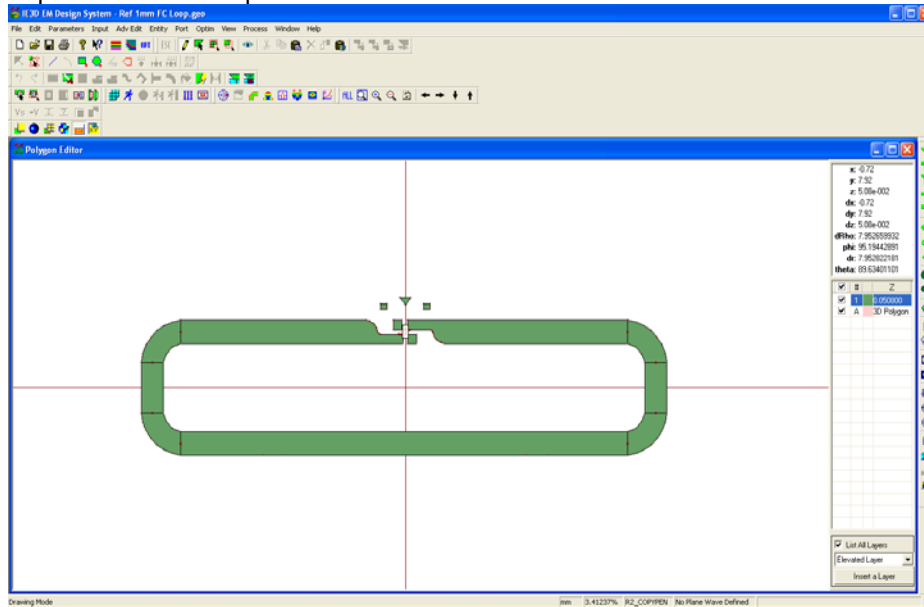 IE3D EM Design System - Ref 1mm FC Loop.geo
File Edit Parameters Input Adv Edit Entity Port Optim View Process Window Help
Polygon Editor
x: -0.72
y: 7.92
z: 5.08e-002
dx: -0.72
dy: 7.92
dz: 5.08e-002
dRho: 7.952659932
phi: 95.19442891
dr: 7.952822181
theta: 89.63401101
# Z
1 0.050800
A 3D Polygon
List All Layers
Elevated Layer
Insert a Layer
Drawing Mode mm 3.41237% R2_COPYPEN No Plane Wave Defined